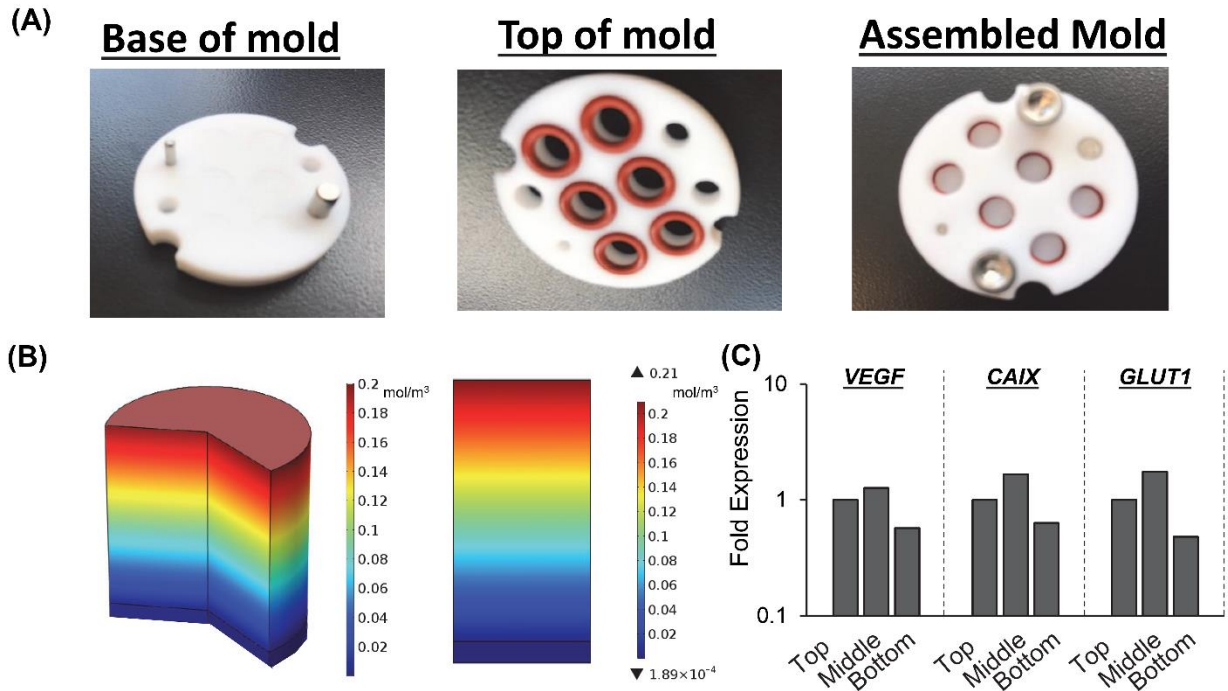 (A)
Base of mold
Top of mold
Assembled Mold
(B)
0.2
mol/m³
0.18
0.16
0.14
0.12
0.1
0.08
0.06
0.04
0.02
▲ 0.21
mol/m³
0.2
0.18
0.16
0.14
0.12
0.1
0.08
0.06
0.04
0.02
▼ 1.89×10⁻⁴
(C)
Fold Expression
10
1
0.1
VEGF
CAIX
GLUT1
Top
Middle
Bottom
Top
Middle
Bottom
Top
Middle
Bottom